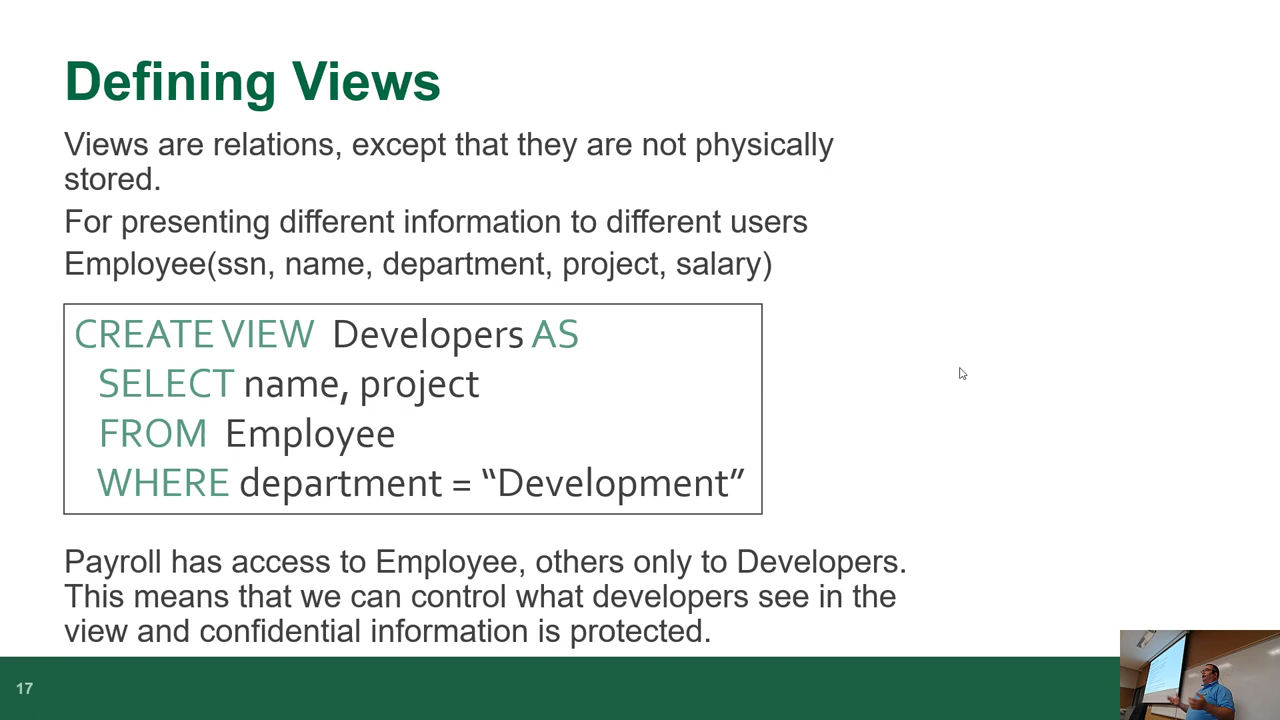 Defining Views
Views are relations, except that they are not physically
stored.
For presenting different information to different users
Employee(ssn, name, department, project, salary)
CREATE VIEW Developers AS
SELECT name, project
FROM Employee
WHERE department = “Development”
Payroll has access to Employee, others only to Developers.
This means that we can control what developers see in the
view and confidential information is protected.
17